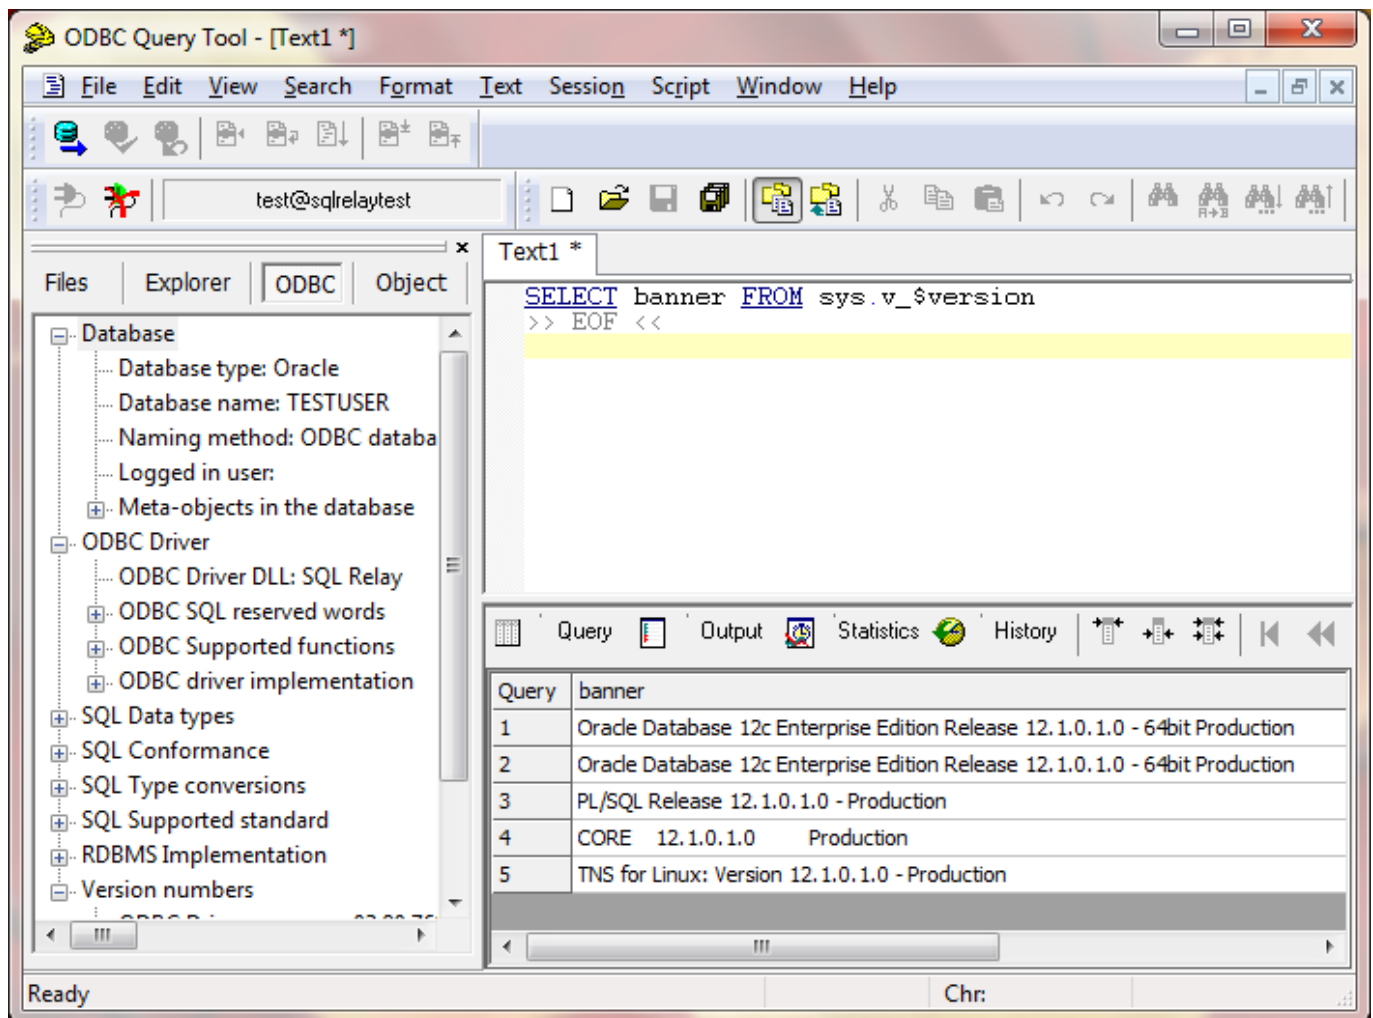 ODBC Query Tool - [Text1 *]
File Edit View Search Format Text Session Script Window Help
test@sqlrelaytest
Files Explorer ODBC Object
Database
Database type: Oracle
Database name: TESTUSER
Naming method: ODBC databa
Logged in user:
Meta-objects in the database
ODBC Driver
ODBC Driver DLL: SQL Relay
ODBC SQL reserved words
ODBC Supported functions
ODBC driver implementation
SQL Data types
SQL Conformance
SQL Type conversions
SQL Supported standard
RDBMS Implementation
Version numbers
Text1 *
SELECT banner FROM sys.v_$version
>> EOF <<
Query Output Statistics History
Query banner
1 Oracle Database 12c Enterprise Edition Release 12.1.0.1.0 - 64bit Production
2 Oracle Database 12c Enterprise Edition Release 12.1.0.1.0 - 64bit Production
3 PL/SQL Release 12.1.0.1.0 - Production
4 CORE 12.1.0.1.0 Production
5 TNS for Linux: Version 12.1.0.1.0 - Production
Ready Chr: